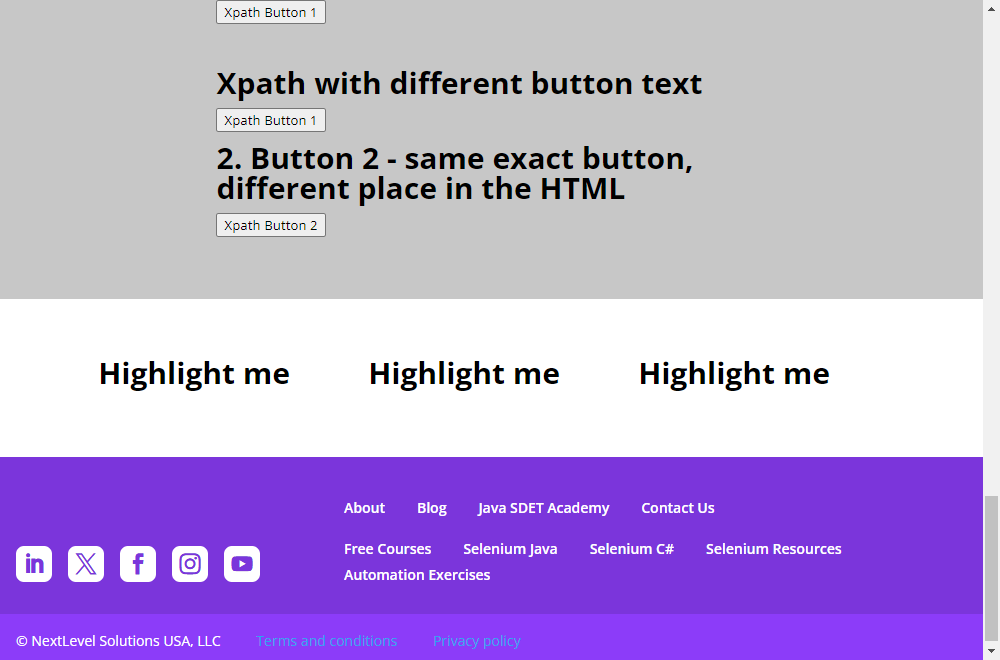 Xpath Button 1
Xpath with different button text
Xpath Button 1
2. Button 2 - same exact button,
different place in the HTML
Xpath Button 2
Highlight me Highlight me Highlight me
About Blog Java SDET Academy Contact Us
Free Courses Selenium Java Selenium C# Selenium Resources
Automation Exercises
© NextLevel Solutions USA, LLC Terms and conditions Privacy policy